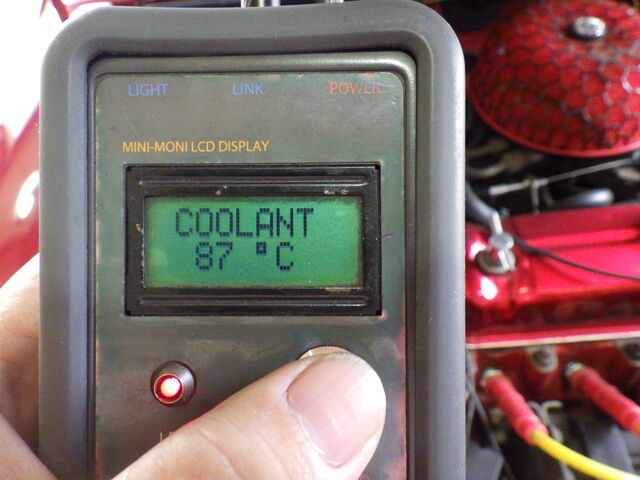 LIGHT LINK POWER
MINI-MONI LCD DISPLAY
COOLANT
87 °C